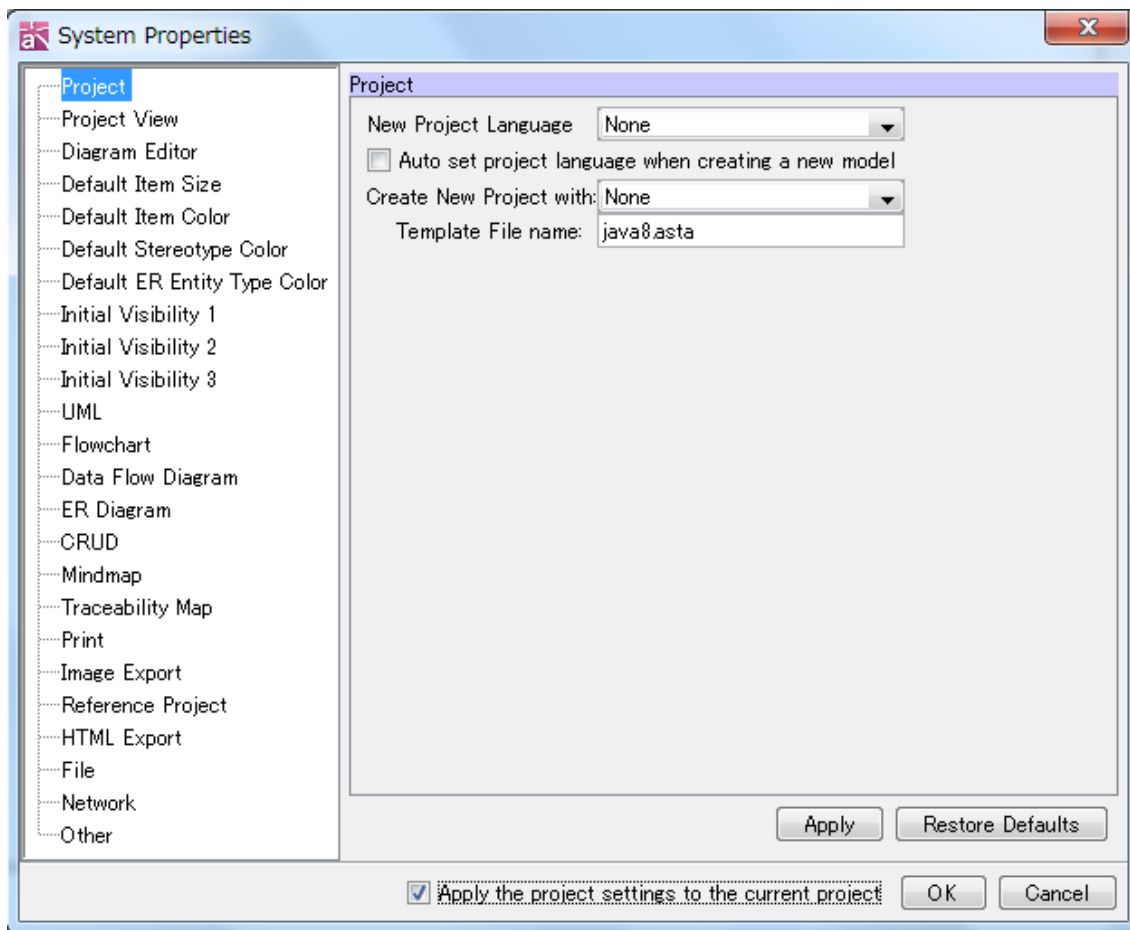 System Properties
Project
Project View
Diagram Editor
Default Item Size
Default Item Color
Default Stereotype Color
Default ER Entity Type Color
Initial Visibility 1
Initial Visibility 2
Initial Visibility 3
UML
Flowchart
Data Flow Diagram
ER Diagram
CRUD
Mindmap
Traceability Map
Print
Image Export
Reference Project
HTML Export
File
Network
Other
Project
New Project Language None
Auto set project language when creating a new model
Create New Project with: None
Template File name: java8.asta
Apply Restore Defaults
Apply the project settings to the current project OK Cancel